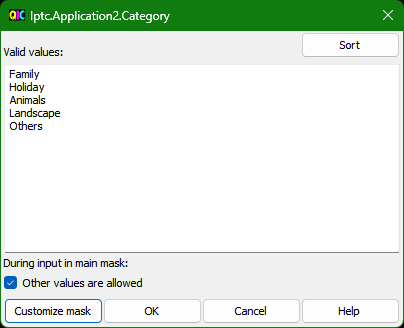 QIC Iptc.Application2.Category
Valid values:
Sort
Family
Holiday
Animals
Landscape
Others
During input in main mask:
Other values are allowed
Customize mask OK Cancel Help